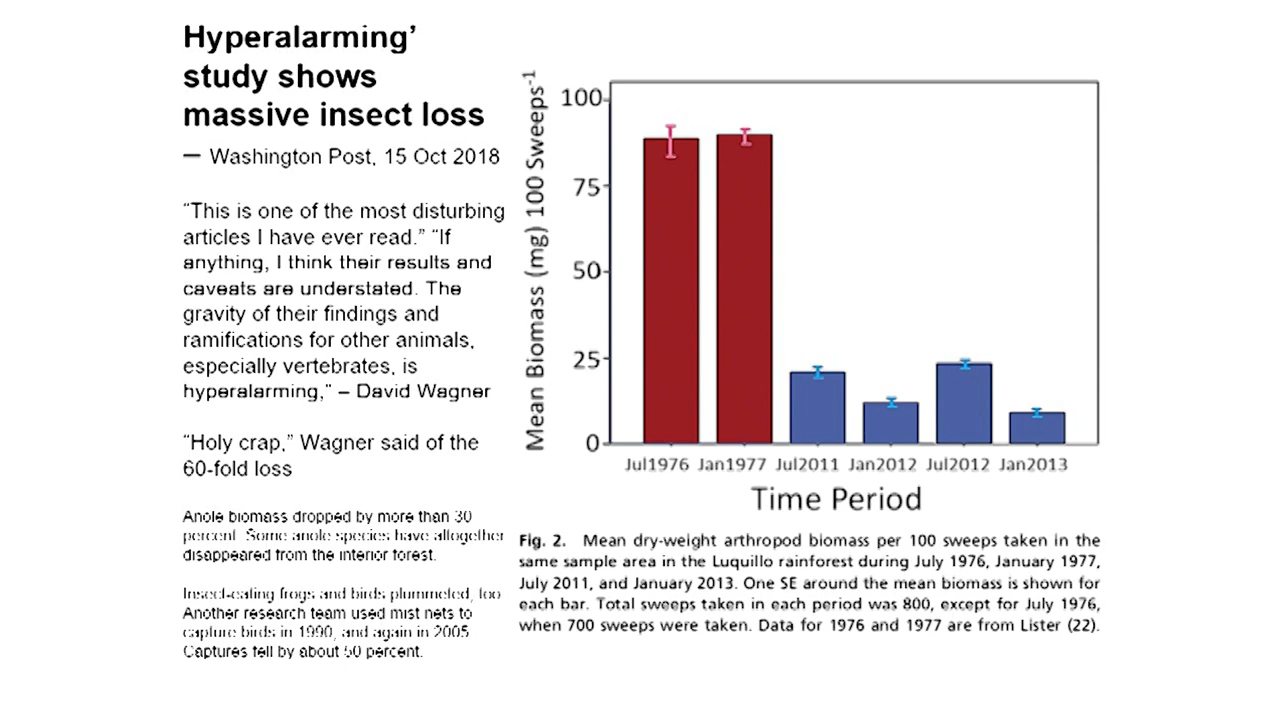 Hyperalarming’
study shows
massive insect loss
— Washington Post, 15 Oct 2018
“This is one of the most disturbing
articles I have ever read.” “If
anything, I think their results and
caveats are understated. The
gravity of their findings and
ramifications for other animals,
especially vertebrates, is
hyperalarming,” – David Wagner
“Holy crap,” Wagner said of the
60-fold loss
Anole biomass dropped by more than 30
percent. Some anole species have altogether
disappeared from the interior forest.
Insect-eating frogs and birds plummeted, too.
Another research team used mist nets to
capture birds in 1990, and again in 2005.
Captures fell by about 50 percent.
Mean Biomass (mg) 100 Sweeps-1
100
75
50
25
0
Jul1976 Jan1977 Jul2011 Jan2012 Jul2012 Jan2013
Time Period
Fig. 2. Mean dry-weight arthropod biomass per 100 sweeps taken in the
same sample area in the Luquillo rainforest during July 1976, January 1977,
July 2011, and January 2013. One SE around the mean biomass is shown for
each bar. Total sweeps taken in each period was 800, except for July 1976,
when 700 sweeps were taken. Data for 1976 and 1977 are from Lister (22).